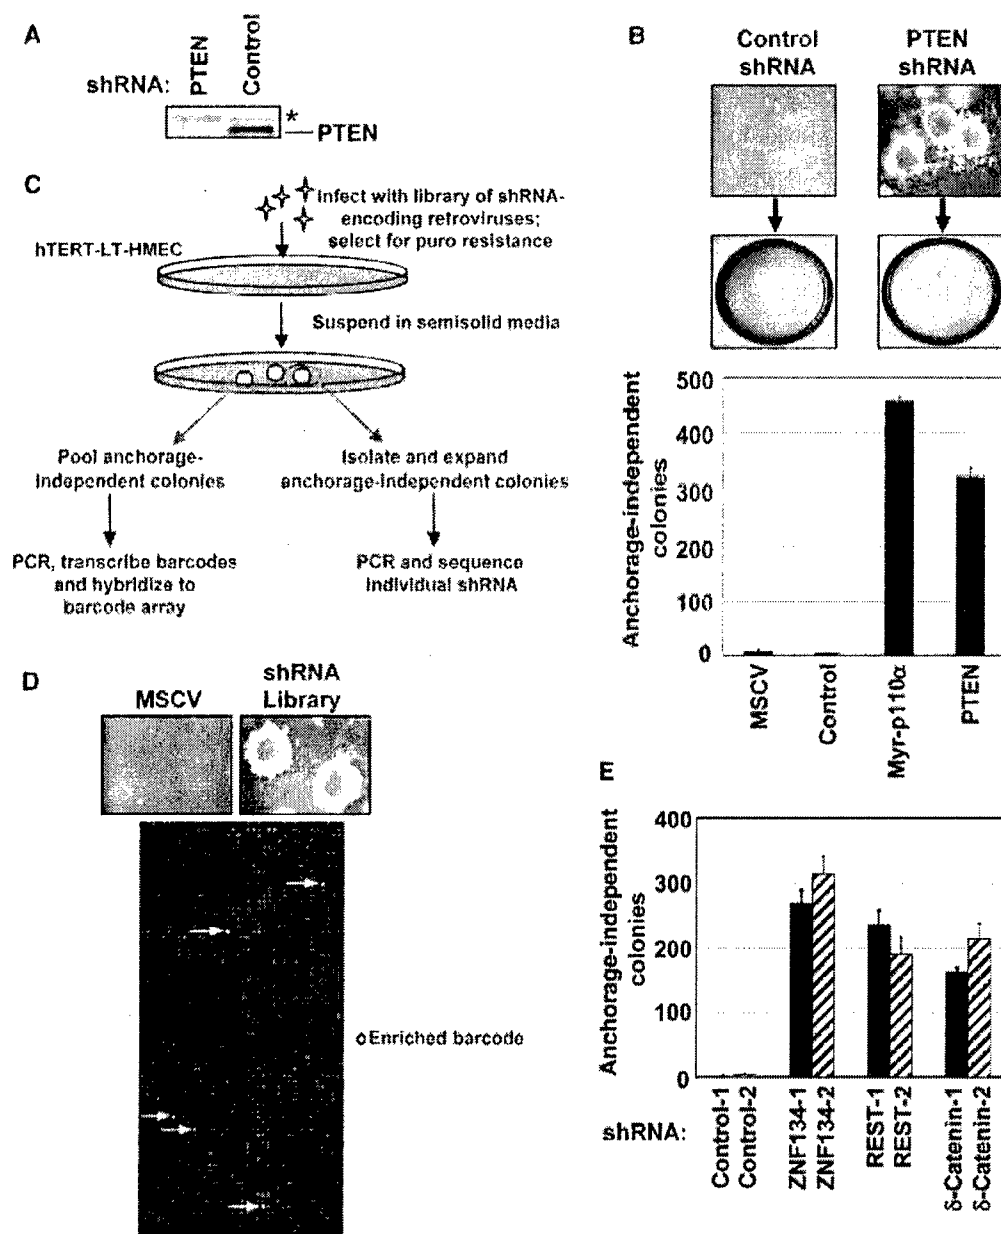 A
shRNA:
PTEN
Control
*
PTEN
B
Control
shRNA
PTEN
shRNA
500
400
300
200
100
0
Anchorage-independent
colonies
MSCV
Control
Myr-p110α
PTEN
C
Infect with library of shRNA-
encoding retroviruses;
select for puro resistance
hTERT-LT-HMEC
Suspend in semisolid media
Pool anchorage-
independent colonies
Isolate and expand
anchorage-independent colonies
PCR, transcribe barcodes
and hybridize to
barcode array
PCR and sequence
individual shRNA
D
MSCV
shRNA
Library
Enriched barcode
E
400
300
200
100
0
Anchorage-independent
colonies
shRNA:
Control-1
Control-2
ZNF134-1
ZNF134-2
REST-1
REST-2
δ-Catenin-1
δ-Catenin-2